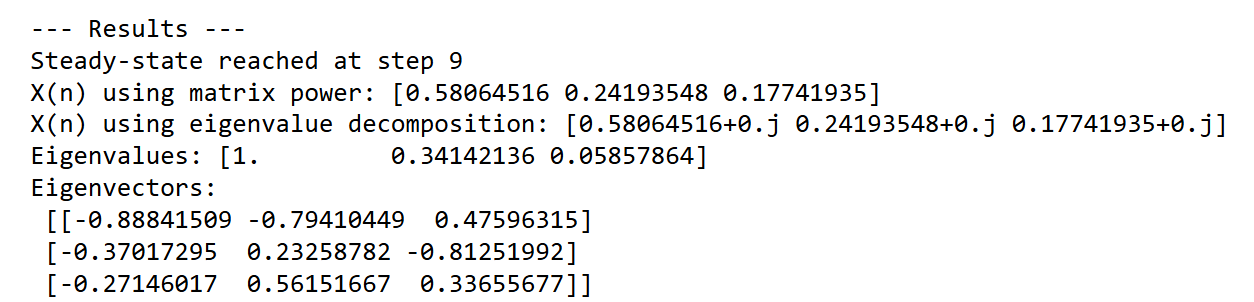 --- Results ---
Steady-state reached at step 9
X(n) using matrix power: [0.58064516 0.24193548 0.17741935]
X(n) using eigenvalue decomposition: [0.58064516+0.j 0.24193548+0.j 0.17741935+0.j]
Eigenvalues: [1.         0.34142136 0.05857864]
Eigenvectors:
 [[-0.88841509 -0.79410449  0.47596315]
 [-0.37017295  0.23258782 -0.81251992]
 [-0.27146017  0.56151667  0.33655677]]